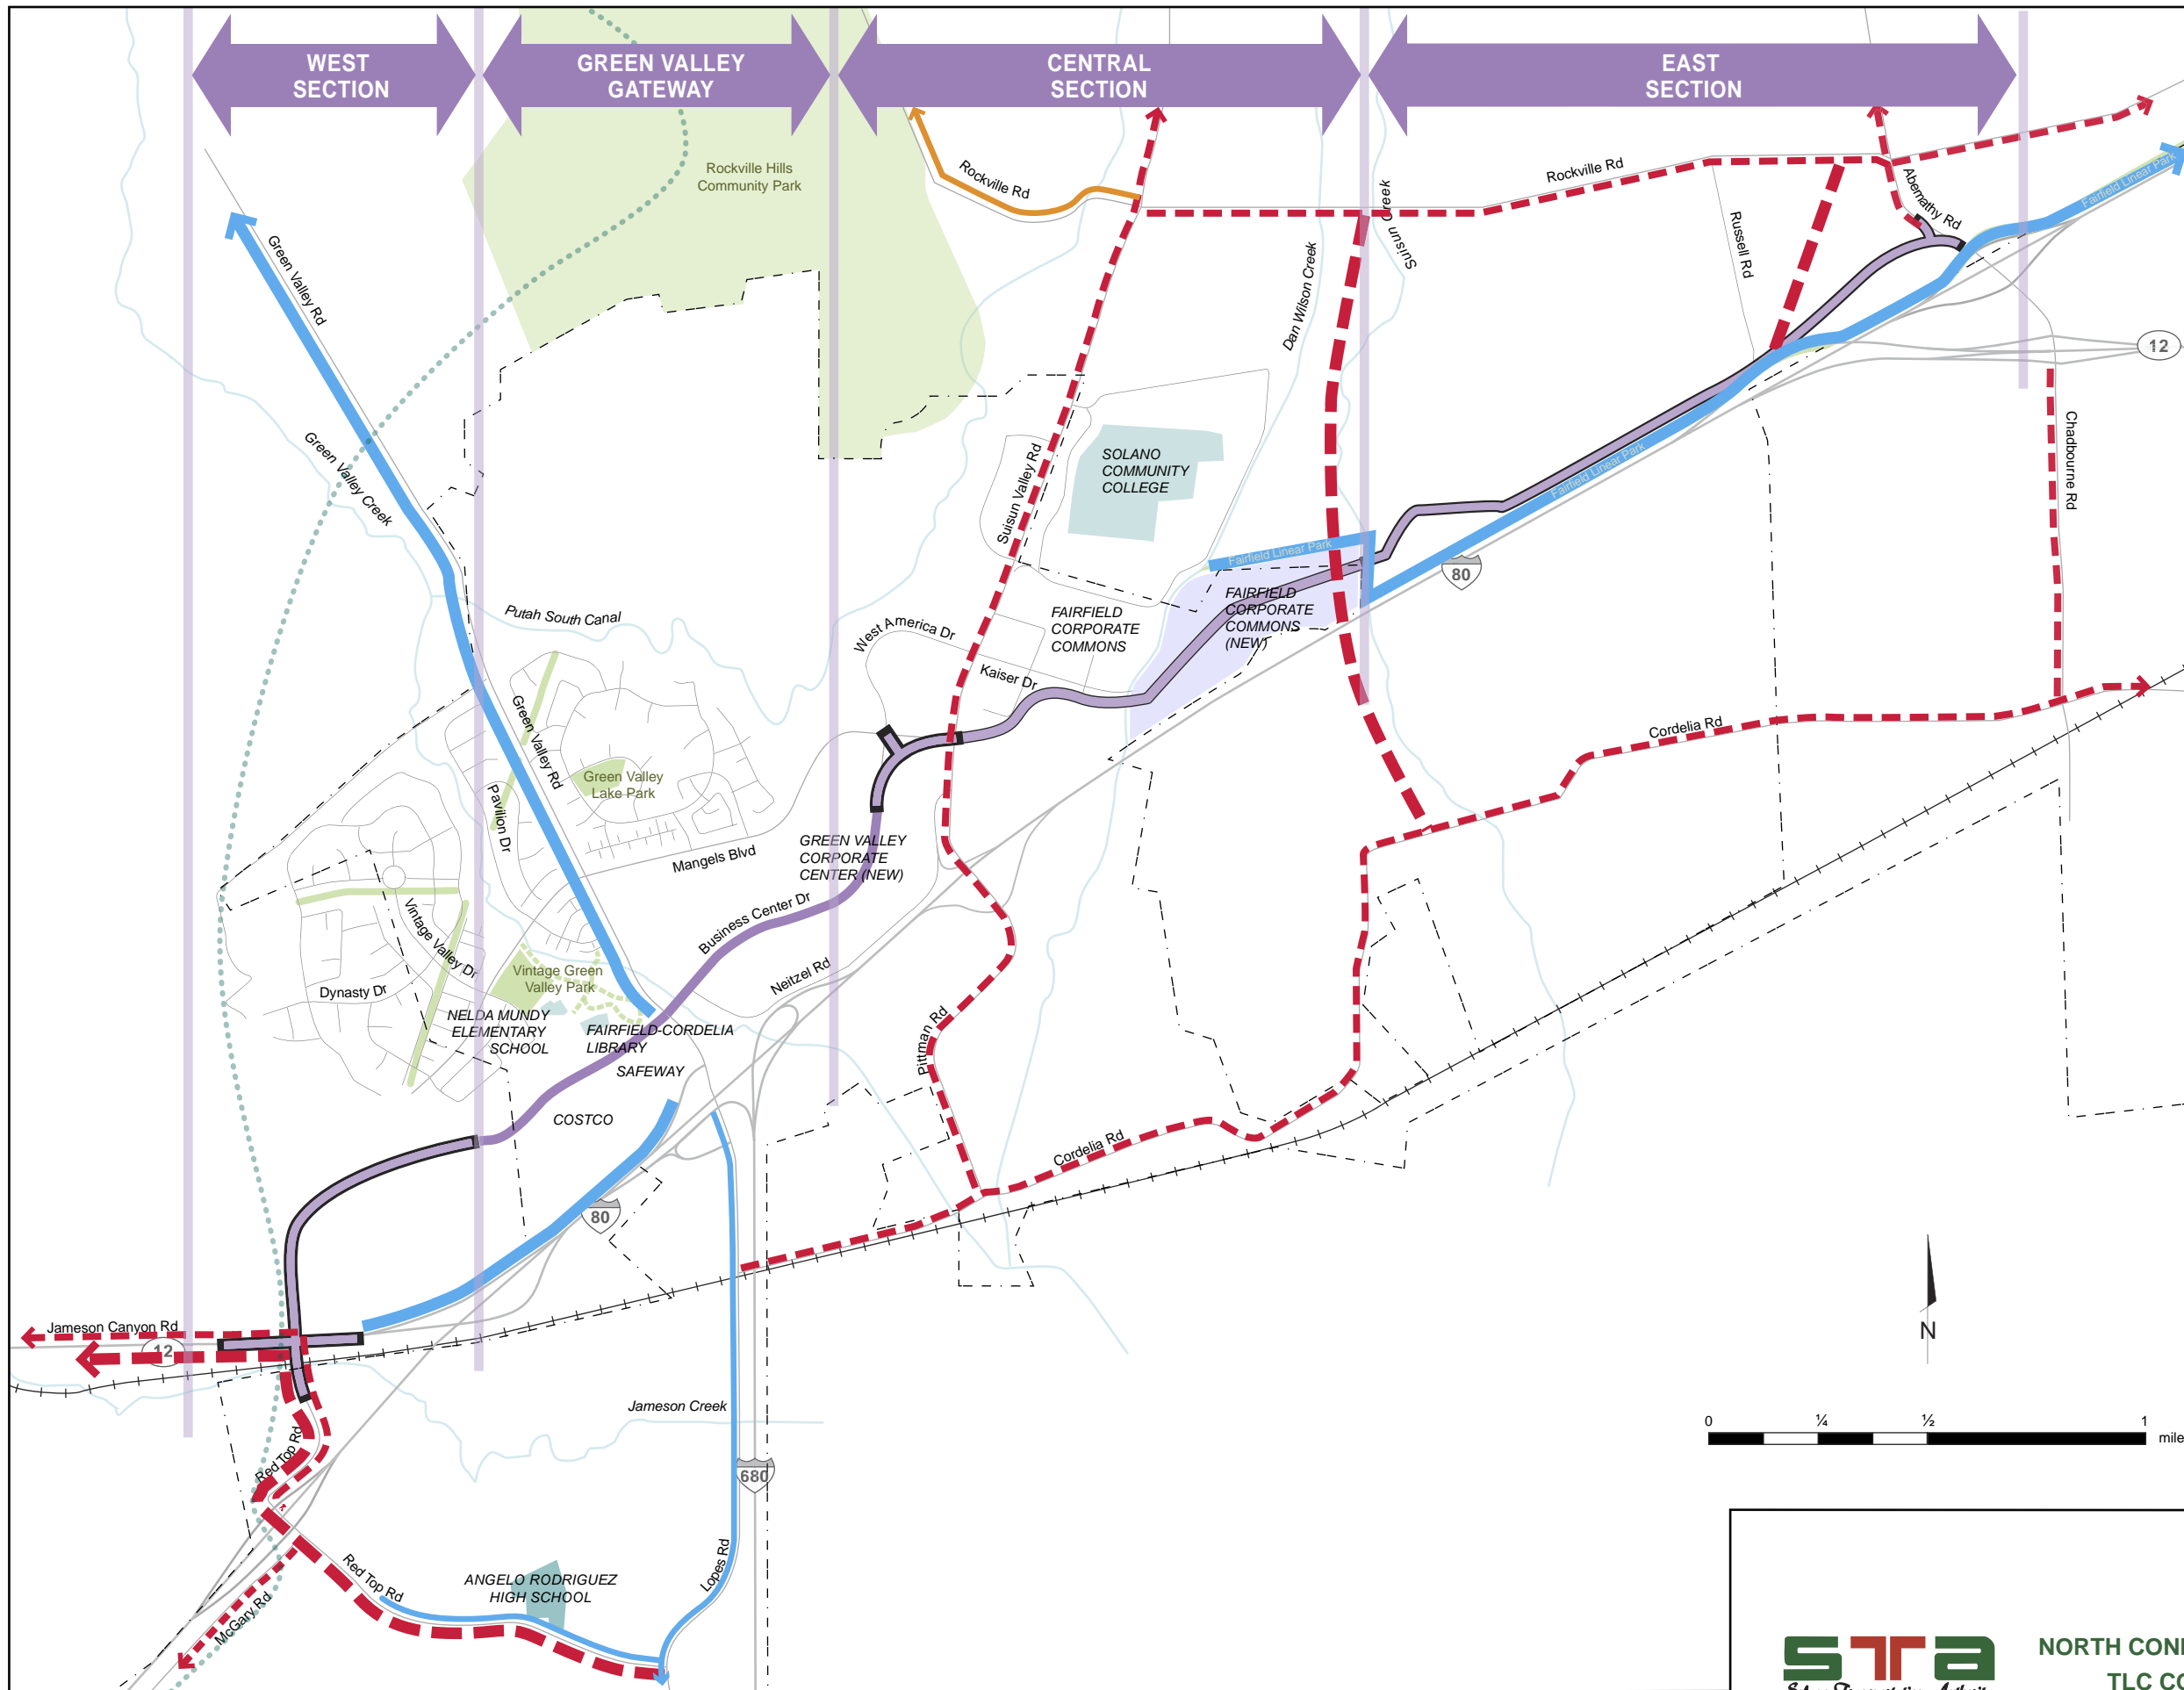 WEST
SECTION
GREEN VALLEY
GATEWAY
CENTRAL
SECTION
EAST
SECTION
Rockville Hills
Community Park
Rockville Rd
Rockville Rd
Abernathy Rd
Fairfield Linear Park
Suisun Creek
Russell Rd
Green Valley Rd
Dan Wilson Creek
12
Green Valley Creek
Suisun Valley Rd
SOLANO
COMMUNITY
COLLEGE
Chadbourne Rd
Fairfield Linear Park
Fairfield Linear Park
80
Putah South Canal
West America Dr
FAIRFIELD
CORPORATE
COMMONS
FAIRFIELD
CORPORATE
COMMONS
(NEW)
Kaiser Dr
Green Valley Rd
Cordelia Rd
Green Valley
Lake Park
Pavilion Dr
Mangels Blvd
GREEN VALLEY
CORPORATE
CENTER (NEW)
Business Center Dr
Vintage Valley Dr
Vintage Green
Valley Park
Neitzel Rd
Dynasty Dr
NELDA MUNDY
ELEMENTARY
SCHOOL
FAIRFIELD-CORDELIA
LIBRARY
Pittman Rd
SAFEWAY
COSTCO
Cordelia Rd
80
Jameson Canyon Rd
12
N
Jameson Creek
0 ¼ ½ 1
mile
Red Top Rd
680
Red Top Rd
ANGELO RODRIGUEZ
HIGH SCHOOL
Lopes Rd
McGary Rd
STa
NORTH CON
TLC CO